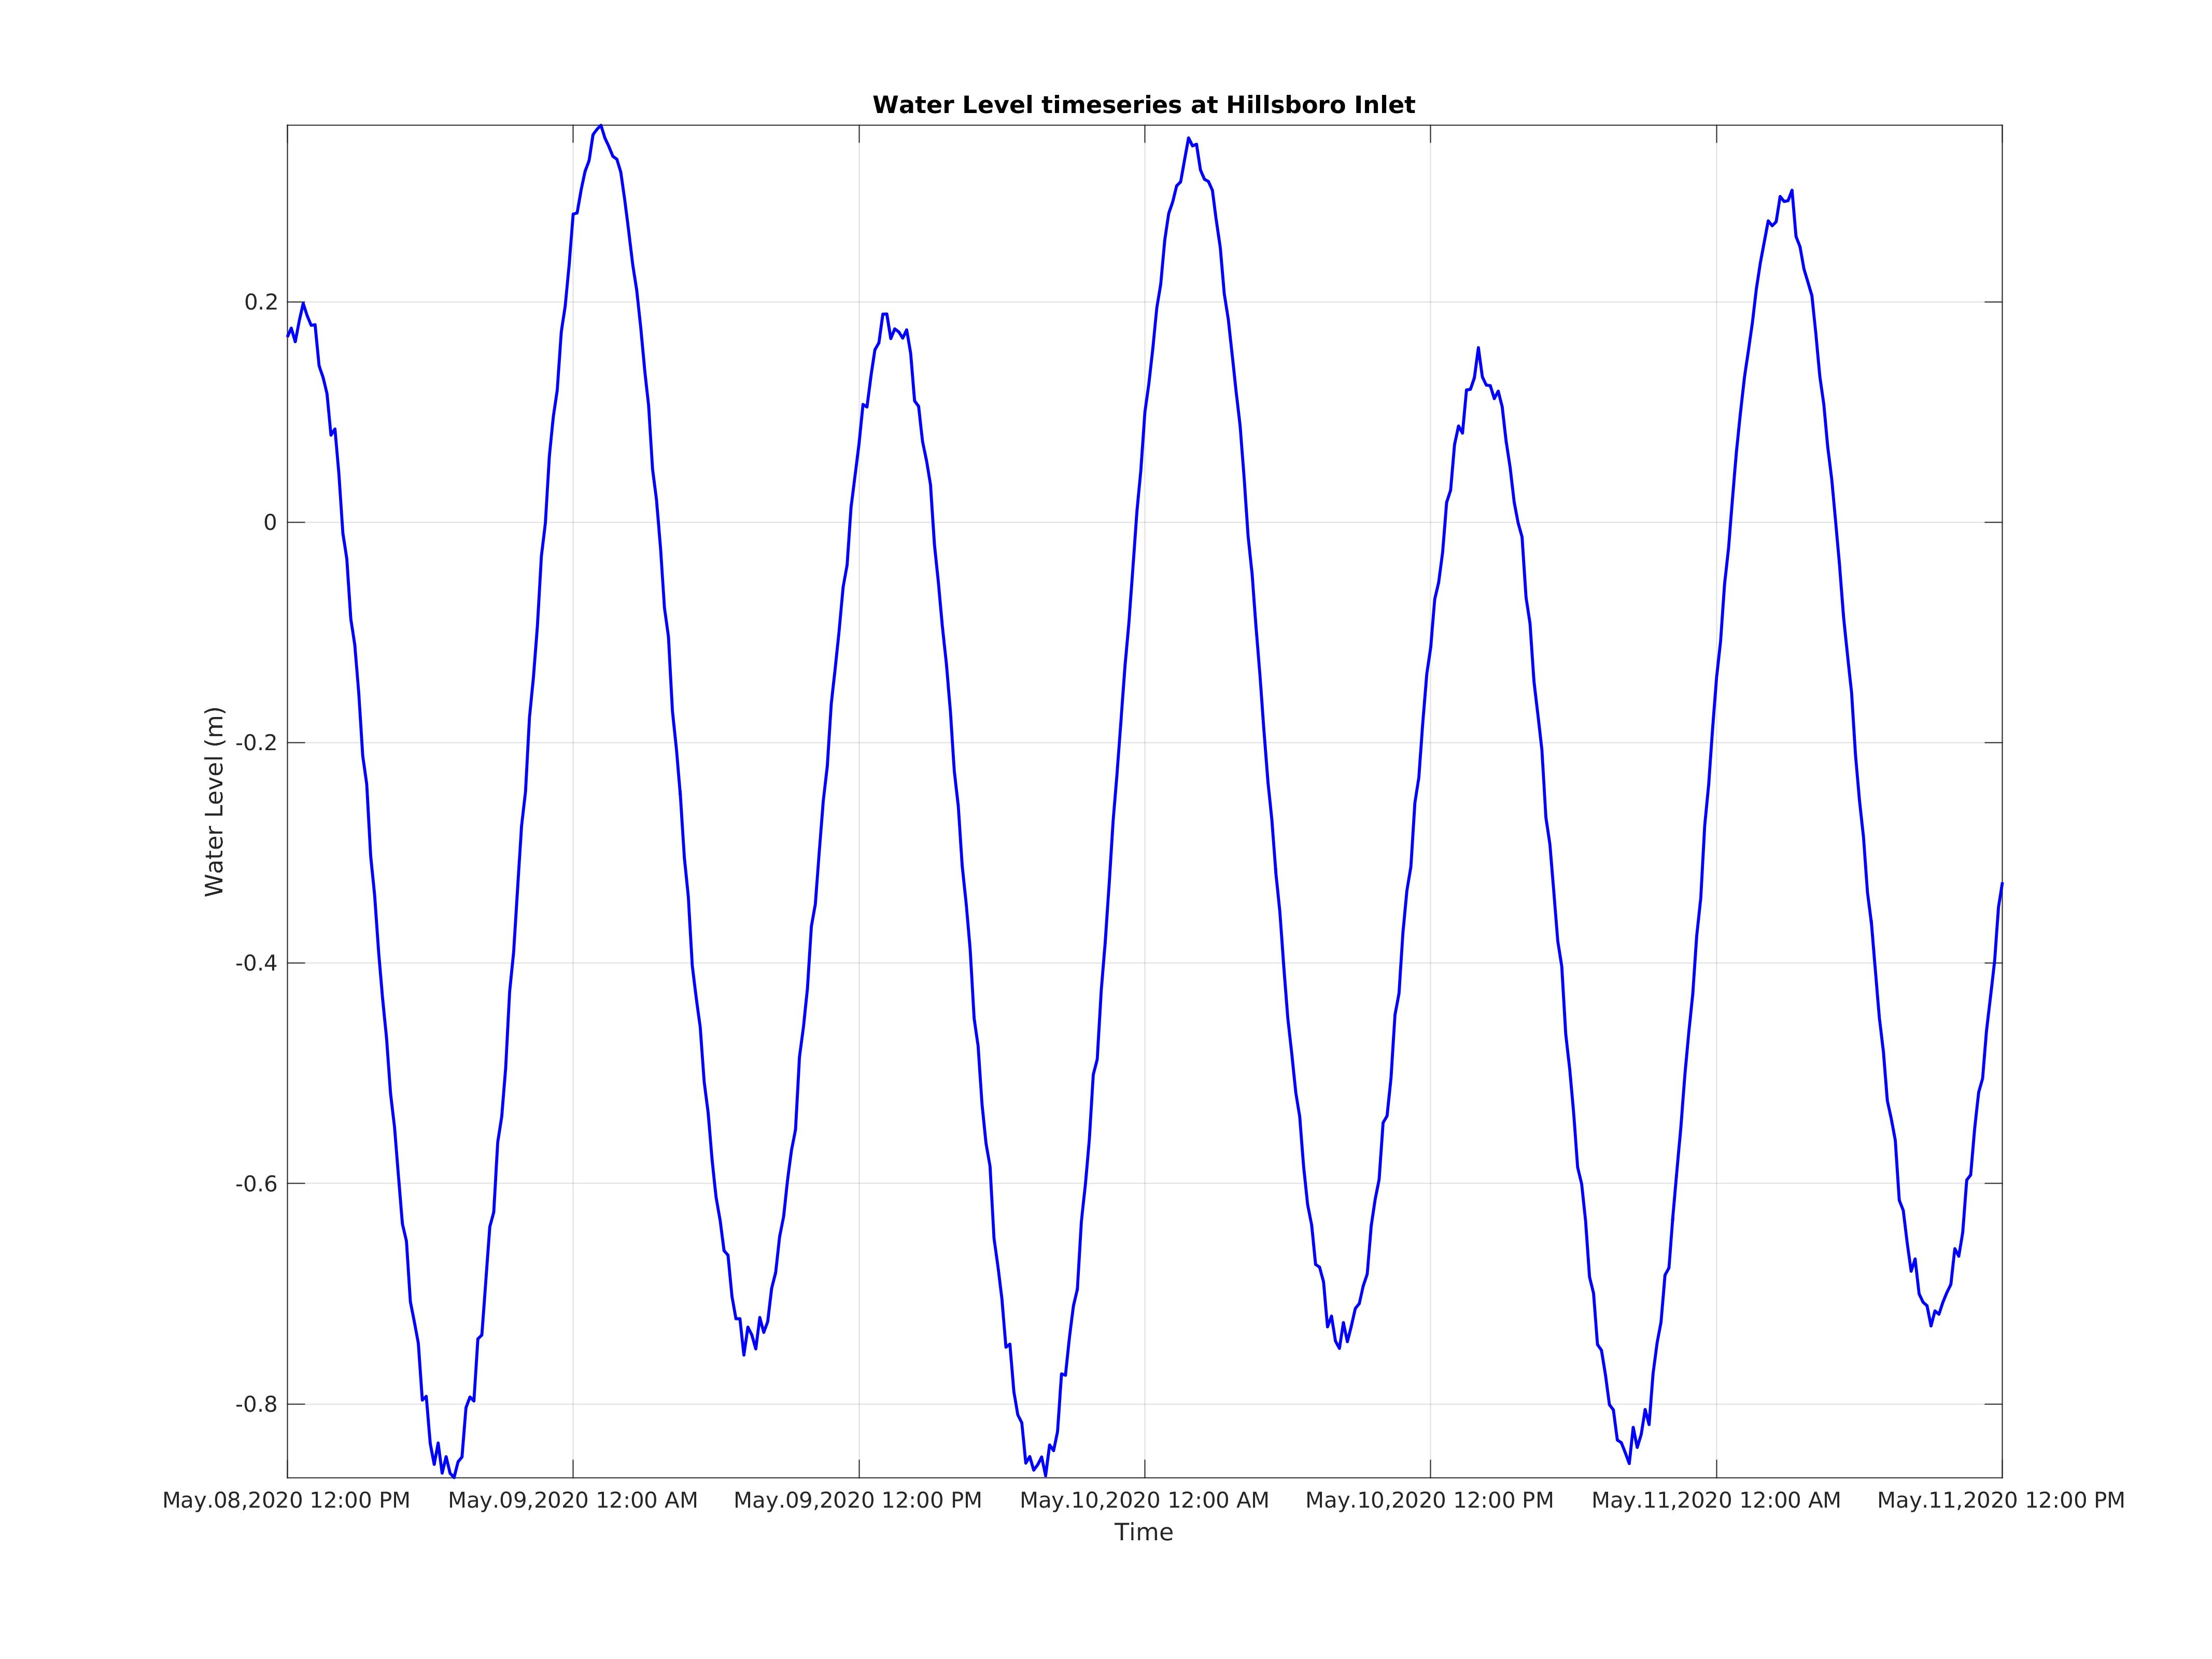 Water Level timeseries at Hillsboro Inlet
0.2
0
-0.2
-0.4
-0.6
-0.8
Water Level (m)
May.08,2020 12:00 PM
May.09,2020 12:00 AM
May.09,2020 12:00 PM
May.10,2020 12:00 AM
May.10,2020 12:00 PM
May.11,2020 12:00 AM
May.11,2020 12:00 PM
Time